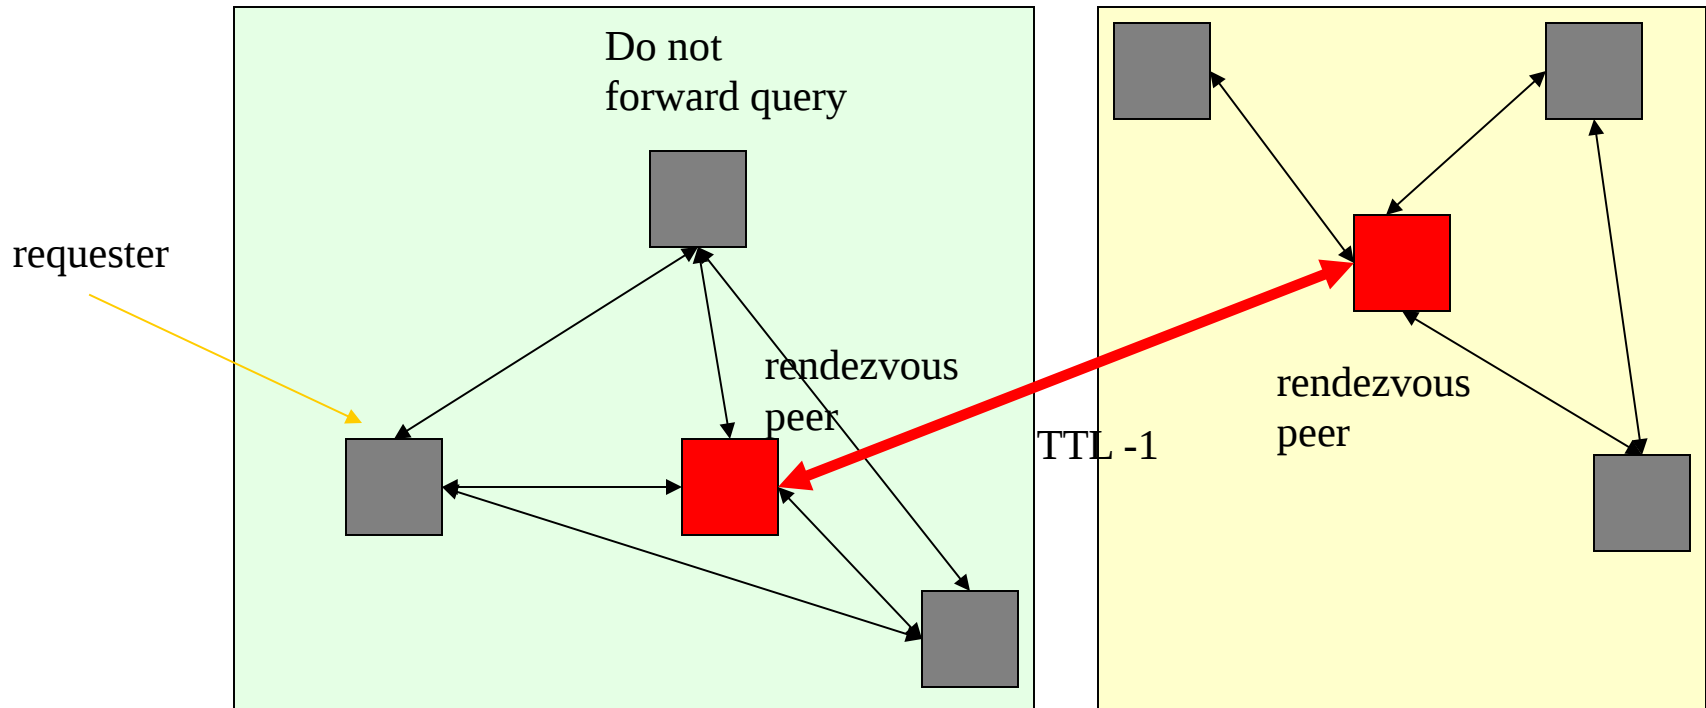 Do not
forward query
requester
rendezvous
peer
TTL -1
rendezvous
peer